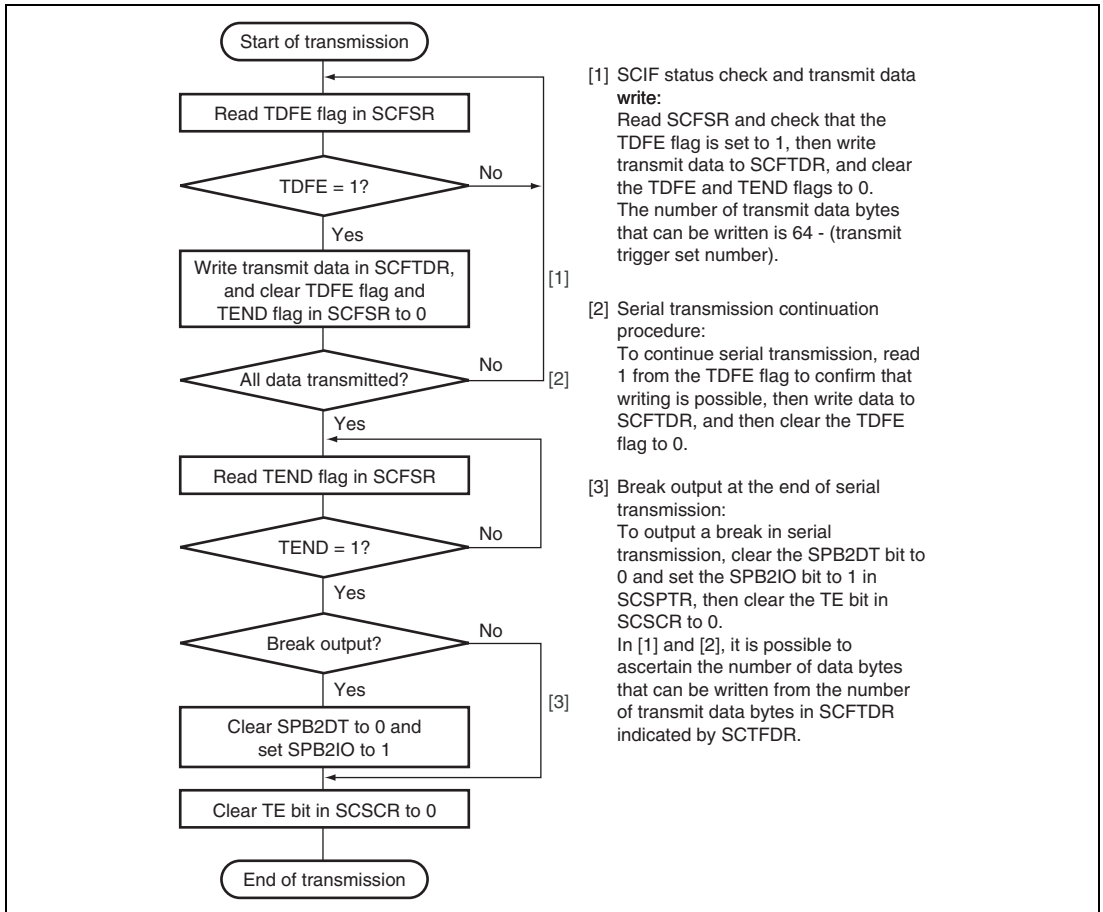 Start of transmission
Read TDFE flag in SCFSR
TDFE = 1?
No
Yes
Write transmit data in SCFTDR,
and clear TDFE flag and
TEND flag in SCFSR to 0
[1]
All data transmitted?
No
[2]
Yes
Read TEND flag in SCFSR
TEND = 1?
No
Yes
Break output?
No
Yes
[3]
Clear SPB2DT to 0 and
set SPB2IO to 1
Clear TE bit in SCSCR to 0
End of transmission
[1] SCIF status check and transmit data
write:
Read SCFSR and check that the
TDFE flag is set to 1, then write
transmit data to SCFTDR, and clear
the TDFE and TEND flags to 0.
The number of transmit data bytes
that can be written is 64 - (transmit
trigger set number).
[2] Serial transmission continuation
procedure:
To continue serial transmission, read
1 from the TDFE flag to confirm that
writing is possible, then write data to
SCFTDR, and then clear the TDFE
flag to 0.
[3] Break output at the end of serial
transmission:
To output a break in serial
transmission, clear the SPB2DT bit to
0 and set the SPB2IO bit to 1 in
SCSPTR, then clear the TE bit in
SCSCR to 0.
In [1] and [2], it is possible to
ascertain the number of data bytes
that can be written from the number
of transmit data bytes in SCFTDR
indicated by SCTFDR.